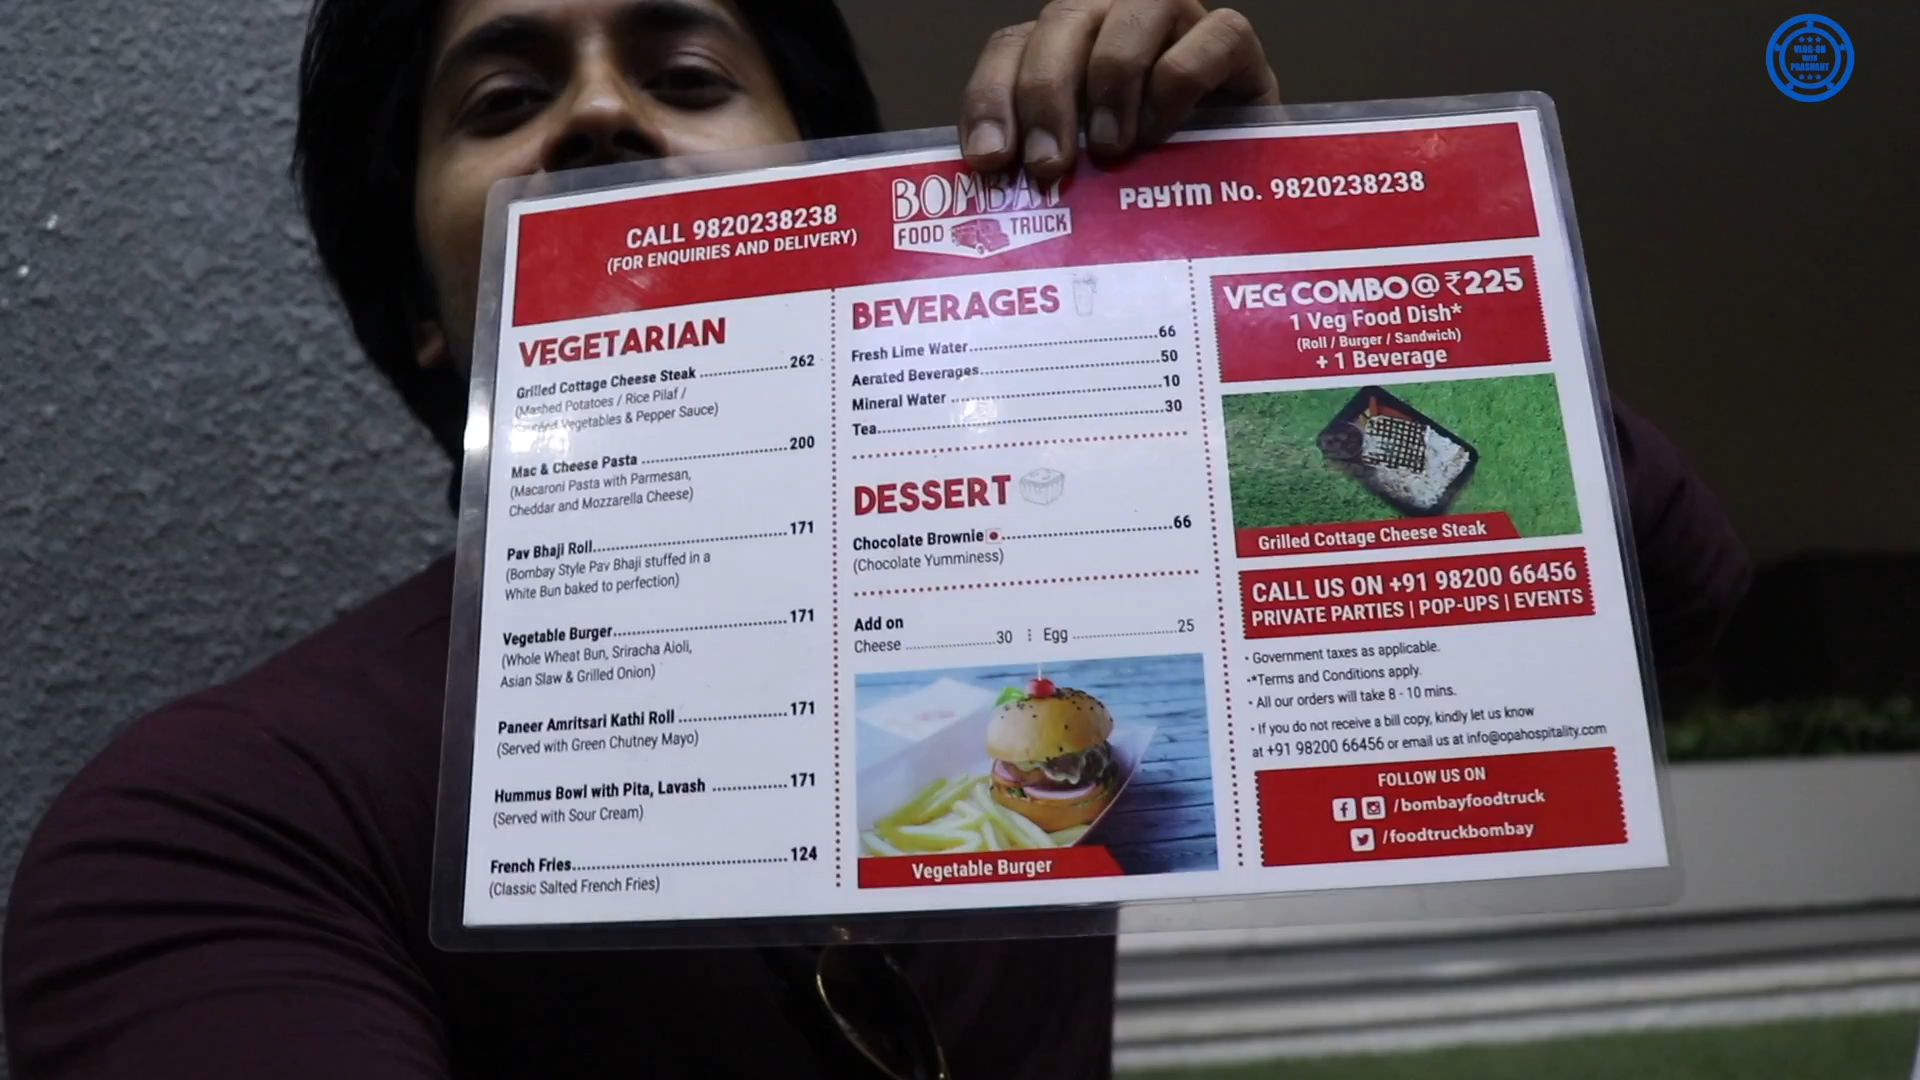 VLOG-ON
WITH
PRASHANT
CALL 9820238238
(FOR ENQUIRIES AND DELIVERY)
BOMBAY
FOOD TRUCK
paytm No. 9820238238
VEGETARIAN
Grilled Cottage Cheese Steak ..................262
(Mashed Potatoes / Rice Pilaf /
Vegetables & Pepper Sauce)
Mac & Cheese Pasta ..............................200
(Macaroni Pasta with Parmesan,
Cheddar and Mozzarella Cheese)
Pav Bhaji Roll........................................171
(Bombay Style Pav Bhaji stuffed in a
White Bun baked to perfection)
Vegetable Burger....................................171
(Whole Wheat Bun, Sriracha Aioli,
Asian Slaw & Grilled Onion)
Paneer Amritsari Kathi Roll ......................171
(Served with Green Chutney Mayo)
Hummus Bowl with Pita, Lavash ...............171
(Served with Sour Cream)
French Fries............................................124
(Classic Salted French Fries)
BEVERAGES
Fresh Lime Water.....................................66
Aerated Beverages...................................50
Mineral Water .........................................10
Tea........................................................30
DESSERT
Chocolate Brownie...................................66
(Chocolate Yumminess)
Add on
Cheese ....................30 ⋮ Egg .......................25
Vegetable Burger
VEG COMBO@₹225
1 Veg Food Dish*
(Roll / Burger / Sandwich)
+ 1 Beverage
Grilled Cottage Cheese Steak
CALL US ON +91 98200 66456
PRIVATE PARTIES | POP-UPS | EVENTS
• Government taxes as applicable.
•*Terms and Conditions apply.
• All our orders will take 8 - 10 mins.
• If you do not receive a bill copy, kindly let us know
at +91 98200 66456 or email us at info@opahospitality.com
FOLLOW US ON
/bombayfoodtruck
/foodtruckbombay